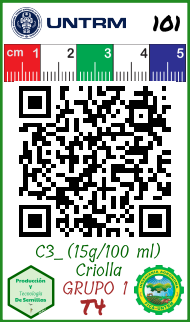 UNTRM 101
cm 1 2 3 4 5
C3_(15g/100 ml)
Criolla
GRUPO 1
T4
Producción
Y
Tecnología
De Semillas